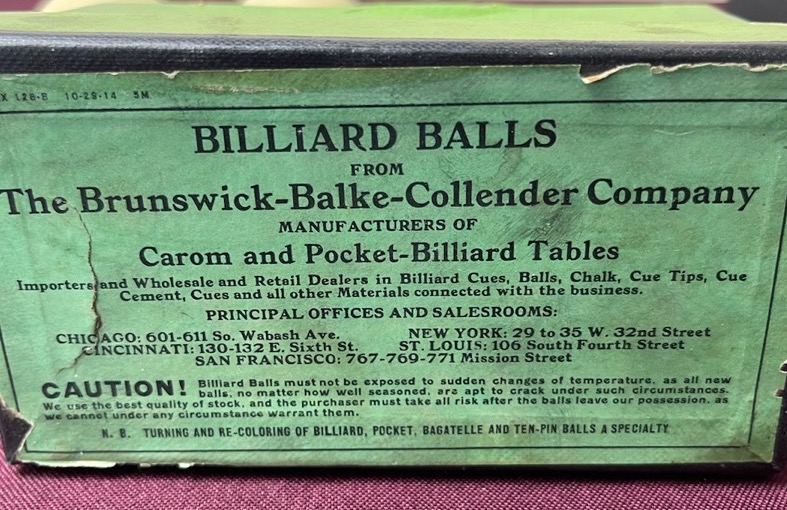 X 128-B 10-29-14 5M
BILLIARD BALLS
FROM
The Brunswick-Balke-Collender Company
MANUFACTURERS OF
Carom and Pocket-Billiard Tables
Importers and Wholesale and Retail Dealers in Billiard Cues, Balls, Chalk, Cue Tips, Cue
Cement, Cues and all other Materials connected with the business.
PRINCIPAL OFFICES AND SALESROOMS:
CHICAGO: 601-611 So. Wabash Ave. NEW YORK: 29 to 35 W. 32nd Street
CINCINNATI: 130-132 E. Sixth St. ST. LOUIS: 106 South Fourth Street
SAN FRANCISCO: 767-769-771 Mission Street
CAUTION! Billiard Balls must not be exposed to sudden changes of temperature, as all new
balls, no matter how well seasoned, are apt to crack under such circumstances.
We use the best quality of stock, and the purchaser must take all risk after the balls leave our possession, as
we cannot under any circumstance warrant them.
N. B. TURNING AND RE-COLORING OF BILLIARD, POCKET, BAGATELLE AND TEN-PIN BALLS A SPECIALTY